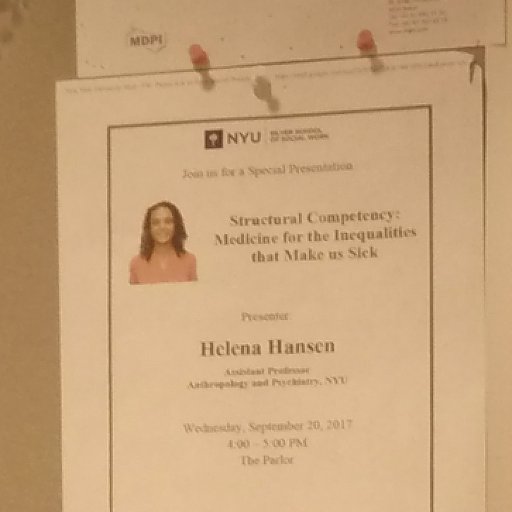 MDPI
NYU SILVER SCHOOL
OF SOCIAL WORK
Join us for a Special Presentation
Structural Competency:
Medicine for the Inequalities
that Make us Sick
Presenter:
Helena Hansen
Assistant Professor
Anthropology and Psychiatry, NYU
Wednesday, September 20, 2017
4:00 – 5:00 PM
The Parlor